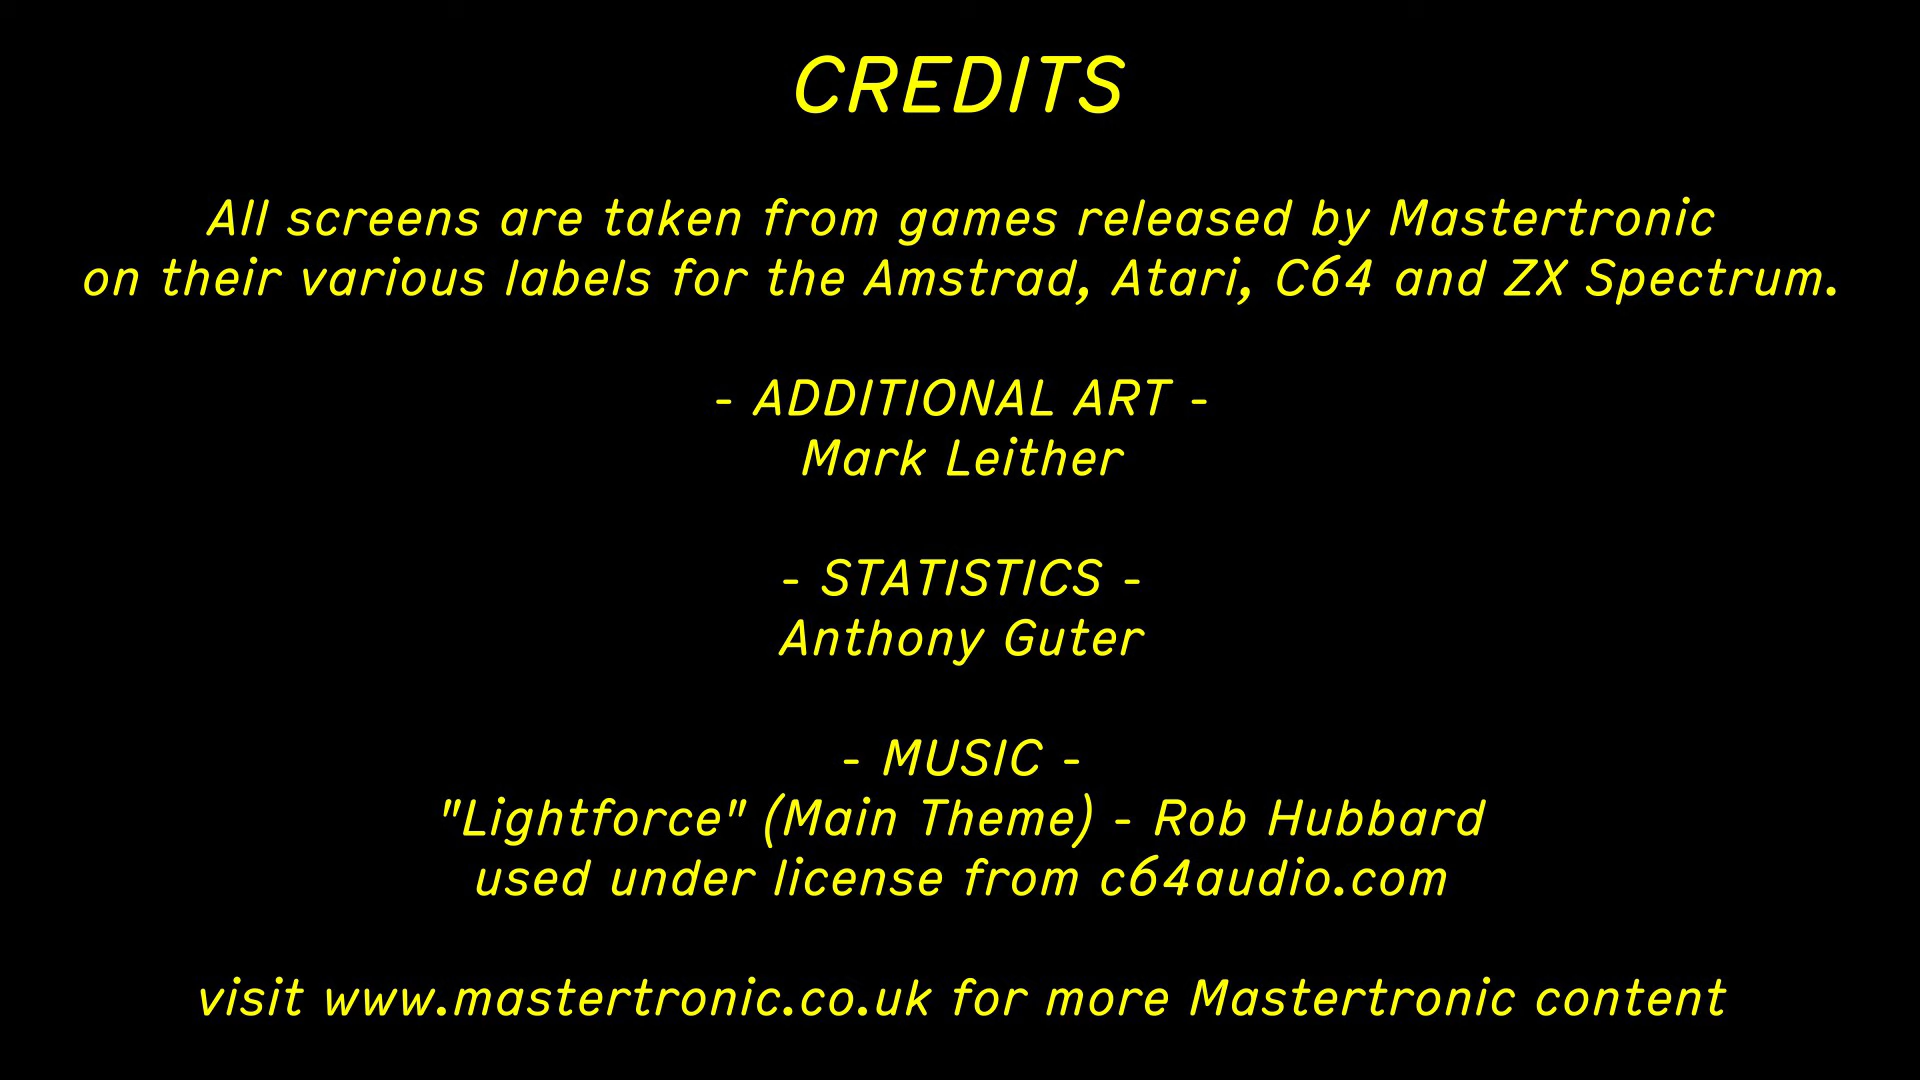 CREDITS
All screens are taken from games released by Mastertronic
on their various labels for the Amstrad, Atari, C64 and ZX Spectrum.
- ADDITIONAL ART -
Mark Leither
- STATISTICS -
Anthony Guter
- MUSIC -
"Lightforce" (Main Theme) - Rob Hubbard
used under license from c64audio.com
visit www.mastertronic.co.uk for more Mastertronic content